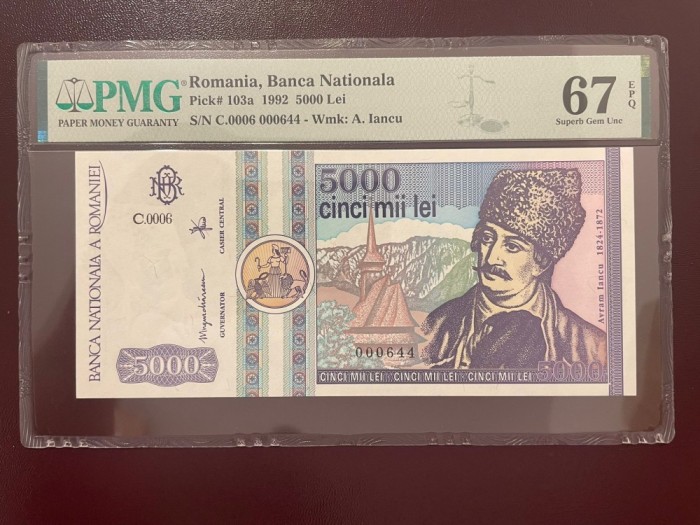 PMG®
PAPER MONEY GUARANTY
Romania, Banca Nationala
Pick# 103a 1992 5000 Lei
S/N C.0006 000644 - Wmk: A. Iancu
67 EPQ
Superb Gem Unc
BANCA NATIONALA A ROMANIEI
C.0006
GUVERNATOR
CASIER CENTRAL
5000
5000
cinci mii lei
000644
Avram Iancu 1824-1872
CINCI MII LEI CINCI MII LEI CINCI MII LEI 5000